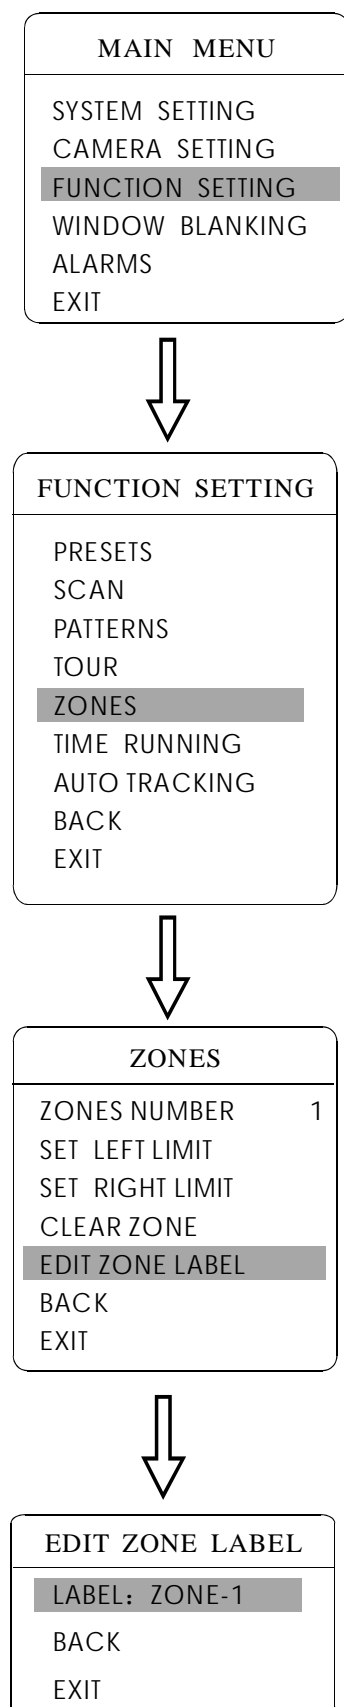 MAIN MENU
SYSTEM SETTING
CAMERA SETTING
FUNCTION SETTING
WINDOW BLANKING
ALARMS
EXIT
FUNCTION SETTING
PRESETS
SCAN
PATTERNS
TOUR
ZONES
TIME RUNNING
AUTO TRACKING
BACK
EXIT
ZONES
ZONES NUMBER 1
SET LEFT LIMIT
SET RIGHT LIMIT
CLEAR ZONE
EDIT ZONE LABEL
BACK
EXIT
EDIT ZONE LABEL
LABEL：ZONE-1
BACK
EXIT